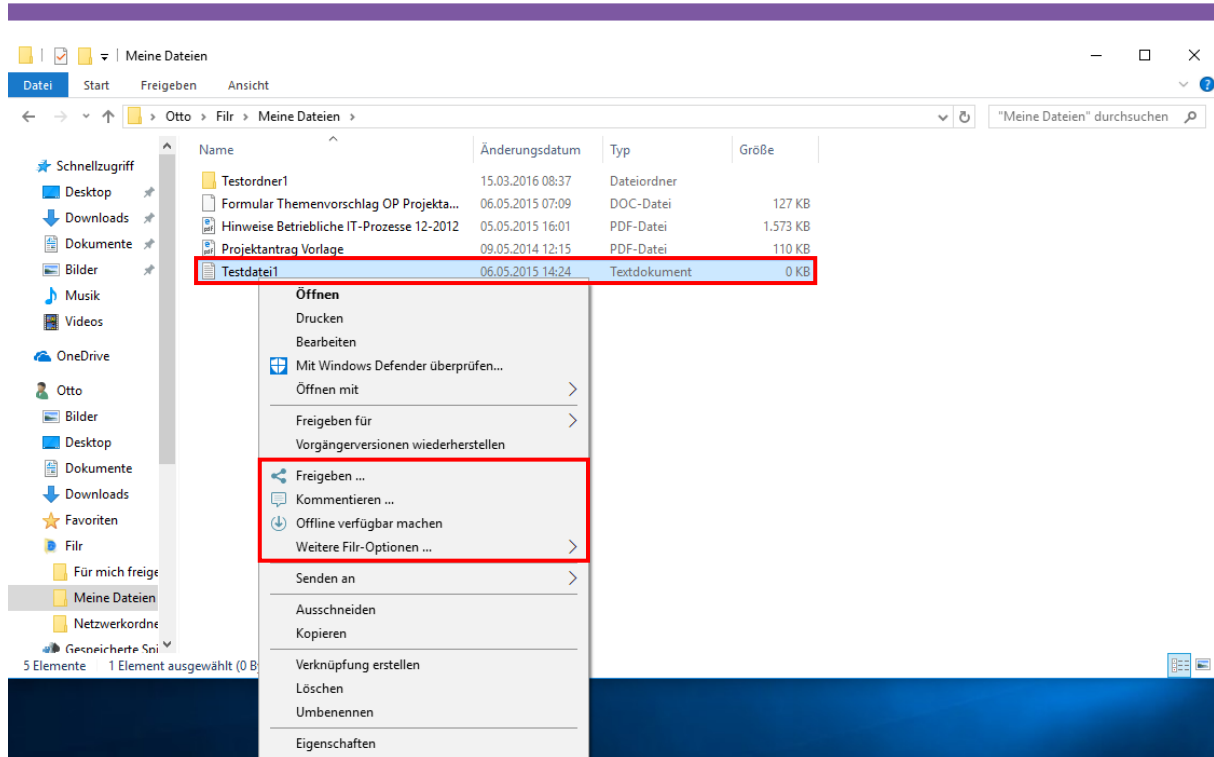 Meine Dateien
Datei Start Freigeben Ansicht
Otto Filr Meine Dateien "Meine Dateien" durchsuchen
Name Änderungsdatum Typ Größe
Schnellzugriff
Desktop
Downloads
Dokumente
Bilder
Musik
Videos
OneDrive
Otto
Bilder
Desktop
Dokumente
Downloads
Favoriten
Filr
Für mich freige
Meine Dateien
Netzwerkordne
Gespeicherte Spi
Testordner1 15.03.2016 08:37 Dateiordner
Formular Themenvorschlag OP Projekta... 06.05.2015 07:09 DOC-Datei 127 KB
Hinweise Betriebliche IT-Prozesse 12-2012 05.05.2015 16:01 PDF-Datei 1.573 KB
Projektantrag Vorlage 09.05.2014 12:15 PDF-Datei 110 KB
Testdatei1 06.05.2015 14:24 Textdokument 0 KB
Öffnen
Drucken
Bearbeiten
Mit Windows Defender überprüfen...
Öffnen mit
Freigeben für
Vorgängerversionen wiederherstellen
Freigeben ...
Kommentieren ...
Offline verfügbar machen
Weitere Filr-Optionen ...
Senden an
Ausschneiden
Kopieren
Verknüpfung erstellen
Löschen
Umbenennen
Eigenschaften
5 Elemente 1 Element ausgewählt (0 B